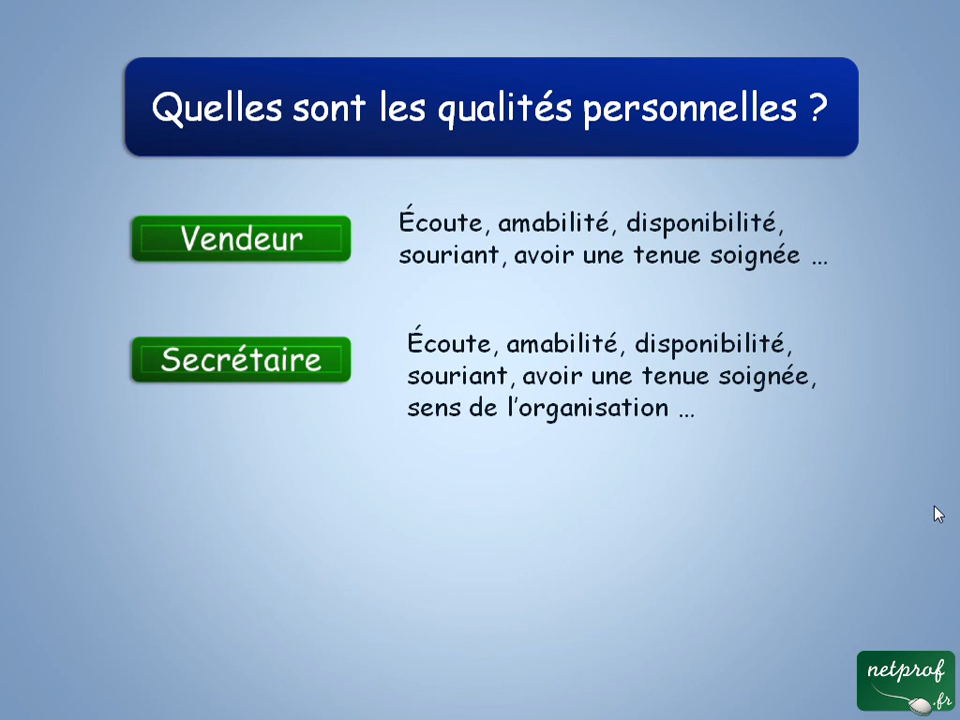 Quelles sont les qualités personnelles ?
Vendeur
Écoute, amabilité, disponibilité,
souriant, avoir une tenue soignée ...
Secrétaire
Écoute, amabilité, disponibilité,
souriant, avoir une tenue soignée,
sens de l'organisation ...
netprof
.fr